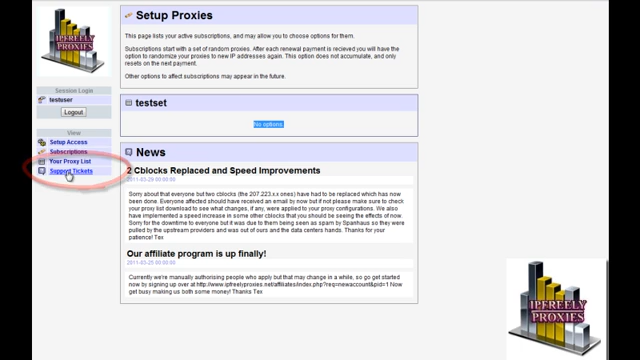 IPFREELY
PROXIES
Session Login
testuser
Logout
View
Setup Access
Subscriptions
Your Proxy List
Support Tickets
Setup Proxies
This page lists your active subscriptions, and may allow you to choose options for them.
Subscriptions start with a set of random proxies. After each renewal payment is recieved you will have
the option to randomize your proxies to new IP addresses again. This option does not accumulate, and only
resets on the next payment.
Other options to affect subscriptions may appear in the future.
testset
No options.
News
2 Cblocks Replaced and Speed Improvements
2011-03-29 00:00:00
Sorry about that everyone but two cblocks (the 207.223.xx ones) have had to be replaced which has now
been done. Everyone affected should have received an email by now but if not please make sure to check
your proxy list download to see what changes, if any, were applied to your proxy configurations. We also
have implemented a speed increase in some other cblocks that you should be seeing the effects of now.
Sorry for the downtime to everyone but it was due to them being seen as spam by Spanhaus so they were
pulled by the upstream providers and was out of ours and the data centers hands. Thanks for your
patience! Tex
Our affiliate program is up finally!
2011-03-25 00:00:00
Currently we're manually authorising people who apply but that may change in a while, so go get started
now by signing up over at http://www.ipfreelyproxies.net/affiliates/index.php?req=newaccount&pid=1 Now
get busy making us both some money! Thanks Tex
IPFREELY
PROXIES